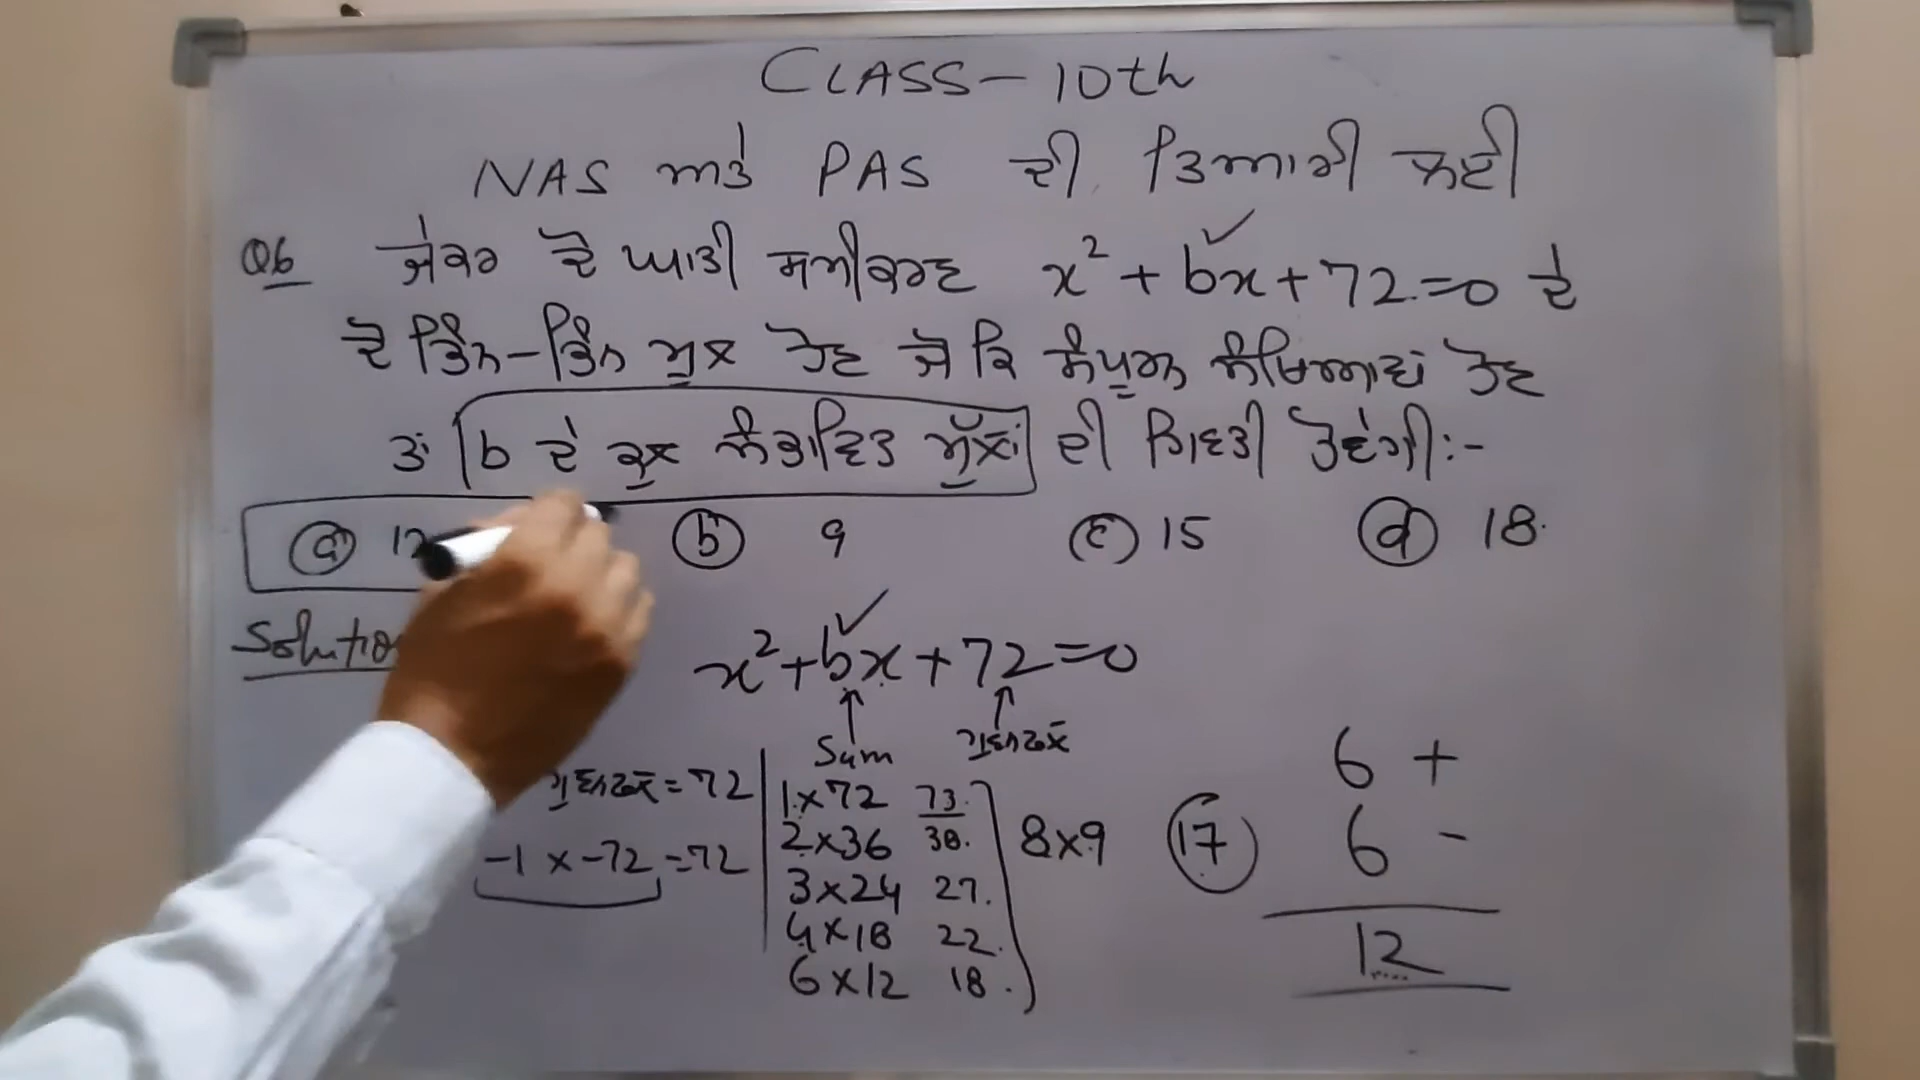 CLASS - 10th
NAS ਅਤੇ PAS ਦੀ ਤਿਆਰੀ ਲਈ
Q6 ਜੇਕਰ ਦੋ ਘਾਤੀ ਸਮੀਕਰਣ x² + bx + 72 = 0 ਦੇ
ਦੋ ਭਿੰਨ-ਭਿੰਨ ਮੂਲ ਹੋਣ ਜੋ ਕਿ ਸੰਪੂਰਨ ਸੰਖਿਆਵਾਂ ਹੋਣ
ਤਾਂ b ਦੇ ਕੁਲ ਸੰਭਾਵਿਤ ਮੁੱਲਾਂ ਦੀ ਗਿਣਤੀ ਹੋਵੇਗੀ :-
(a) 12 (b) 9 (c) 15 (d) 18
x² + bx + 72 = 0
Sum ਗੁਣਨਫਲ
ਗੁਣਨਫਲ = 72
-1 x -72 = 72
1 x 72 73
2 x 36 38
3 x 24 27
4 x 18 22
6 x 12 18
8 x 9 17
6 +
6 -
12